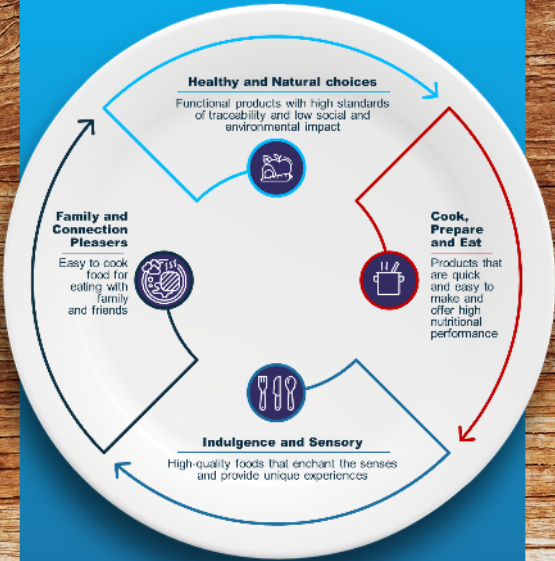 Healthy and Natural choices
Functional products with high standards
of traceability and low social and
environmental impact
Cook,
Prepare
and Eat
Products that
are quick
and easy to
make and
offer high
nutritional
performance
Indulgence and Sensory
High-quality foods that enchant the senses
and provide unique experiences
Family and
Connection
Pleasers
Easy to cook
food for
eating with
family
and friends